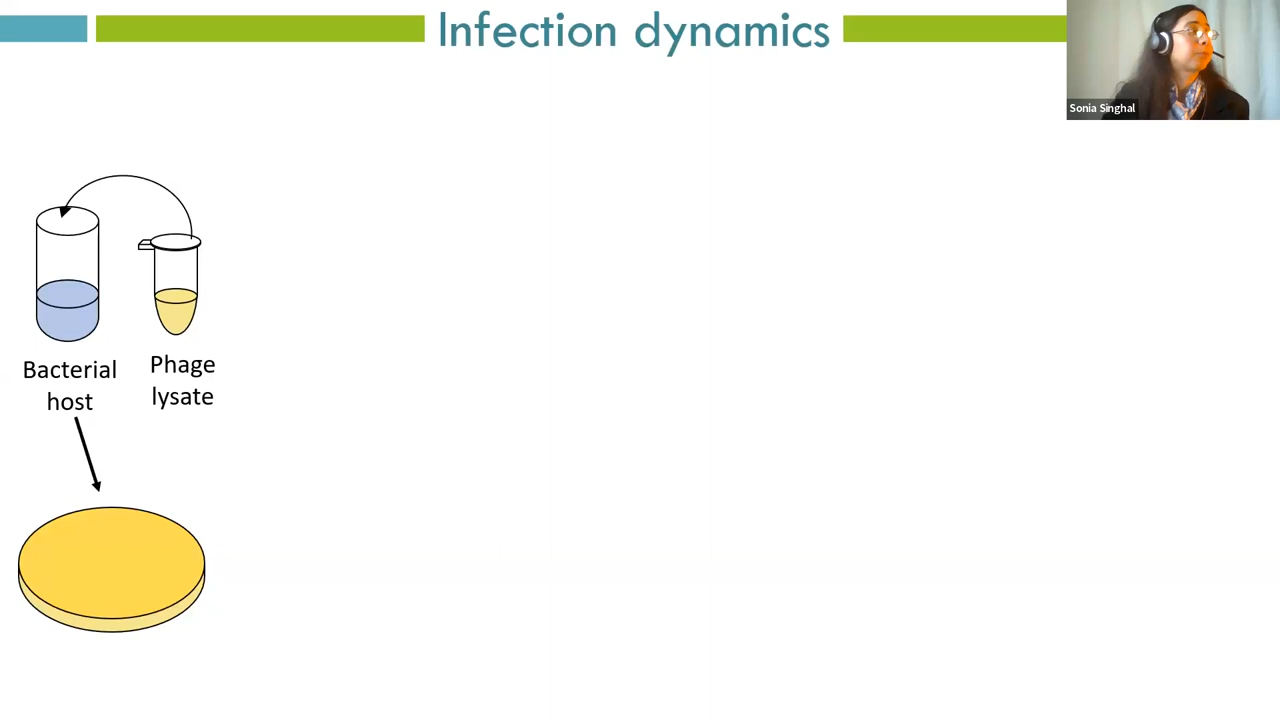 Infection dynamics
Sonia Singhal
Bacterial
host
Phage
lysate